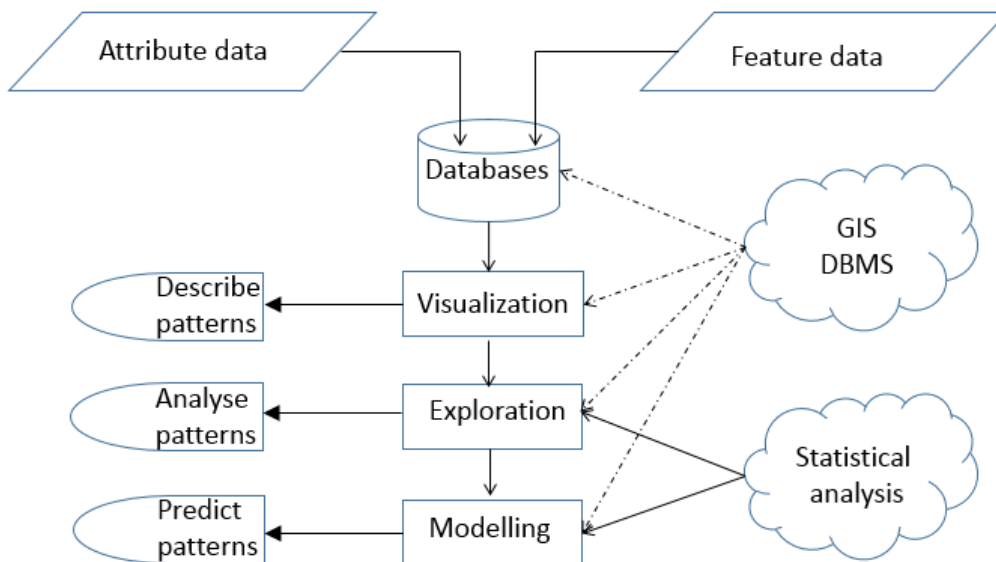 Attribute data
Feature data
Databases
GIS
DBMS
Describe
patterns
Visualization
Analyse
patterns
Exploration
Statistical
analysis
Predict
patterns
Modelling